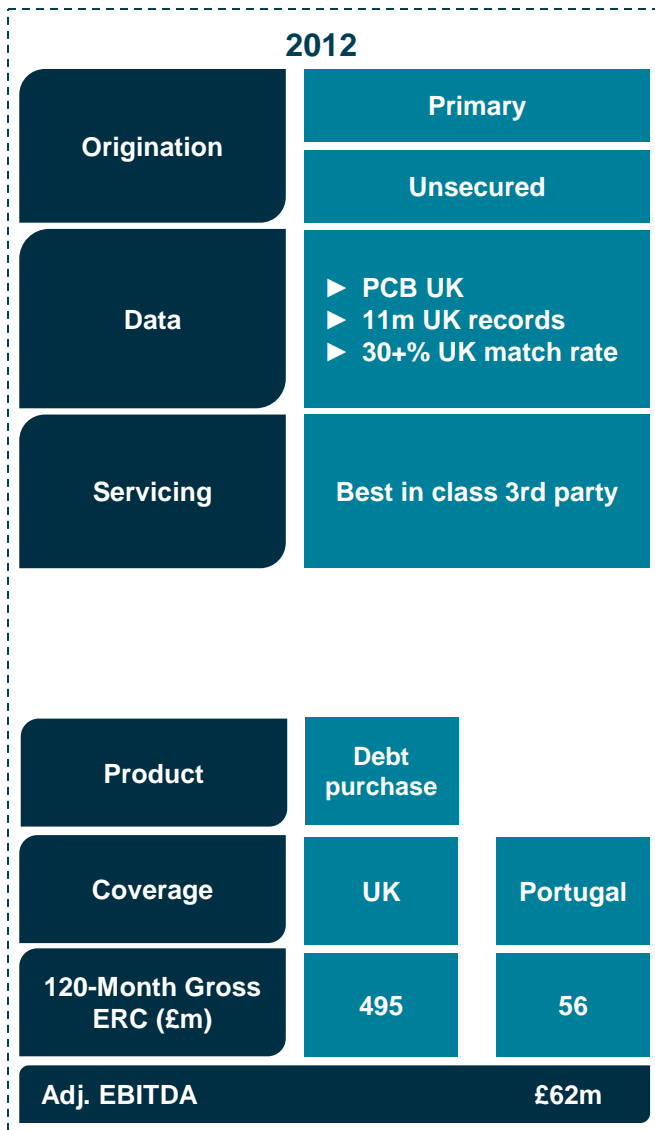 2012
Origination
Primary
Unsecured
Data
► PCB UK
► 11m UK records
► 30+% UK match rate
Servicing
Best in class 3rd party
Product
Debt
purchase
Coverage
UK
Portugal
120-Month Gross
ERC (£m)
495
56
Adj. EBITDA £62m